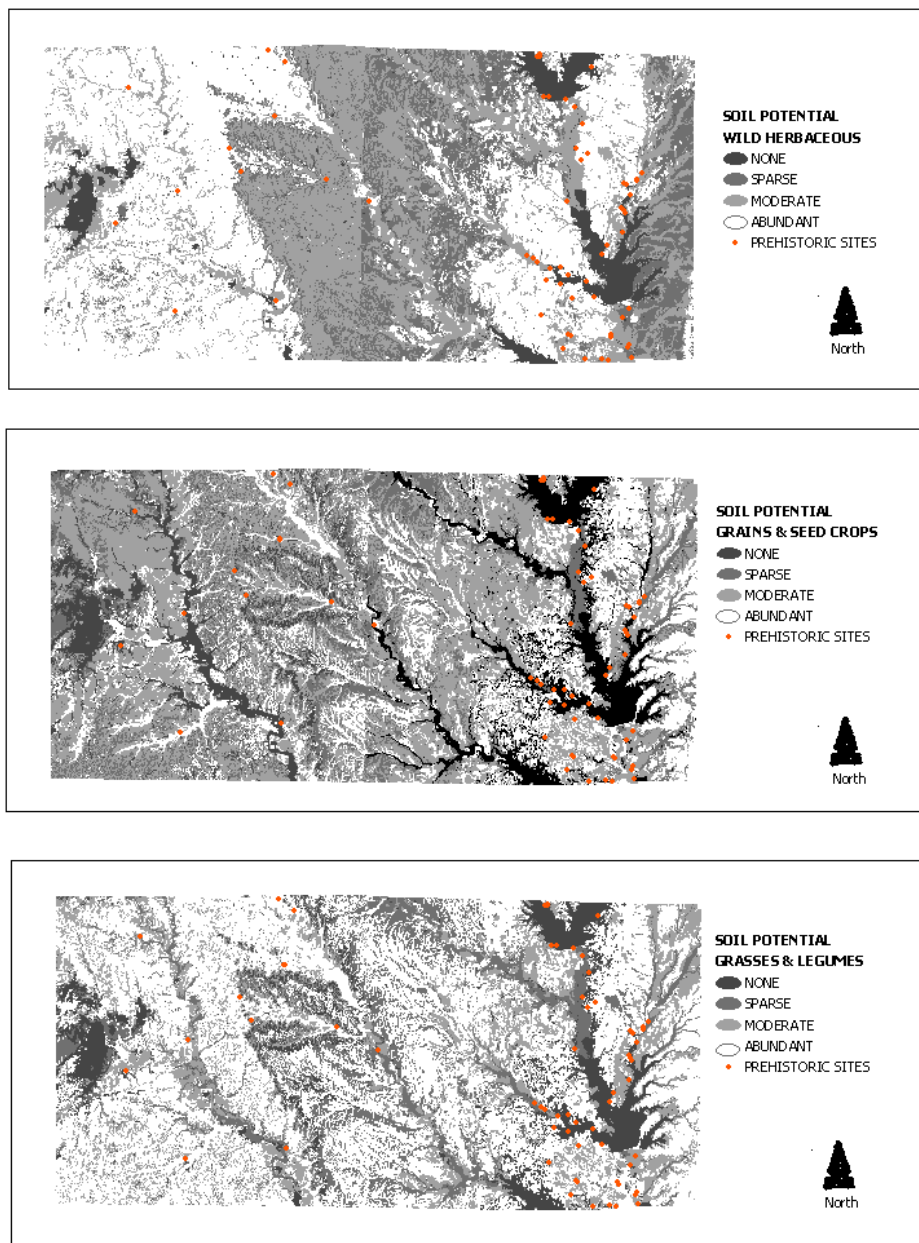 SOIL POTENTIAL
WILD HERBACEOUS
NONE
SPARSE
MODERATE
ABUNDANT
PREHISTORIC SITES
North
SOIL POTENTIAL
GRAINS & SEED CROPS
NONE
SPARSE
MODERATE
ABUNDANT
PREHISTORIC SITES
North
SOIL POTENTIAL
GRASSES & LEGUMES
NONE
SPARSE
MODERATE
ABUNDANT
PREHISTORIC SITES
North